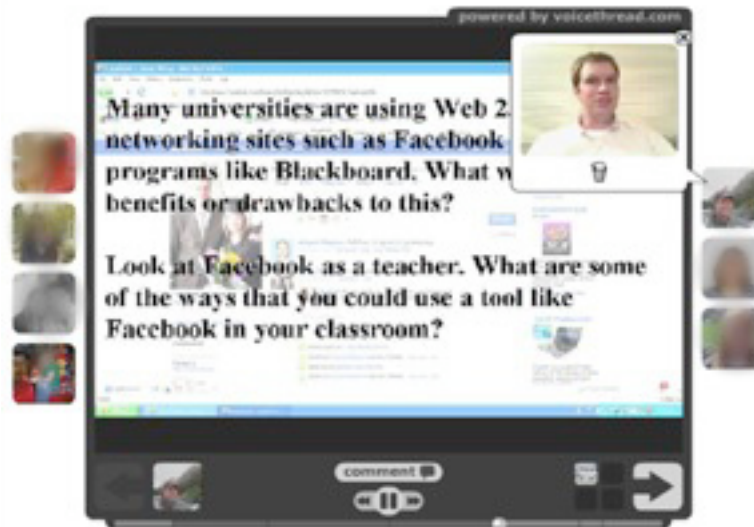 powered by voicethread.com
Many universities are using Web 2.
networking sites such as Facebook
programs like Blackboard. What w
benefits or drawbacks to this?
Look at Facebook as a teacher. What are some
of the ways that you could use a tool like
Facebook in your classroom?
comment